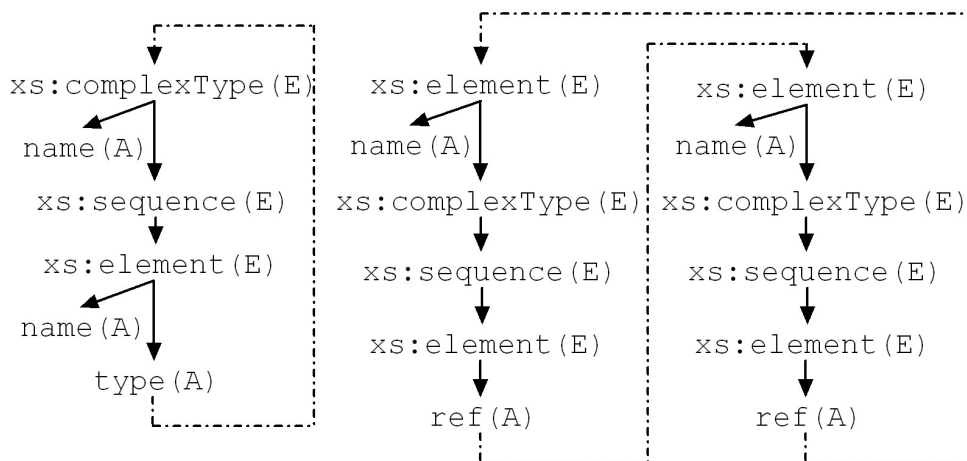 xs:complexType(E)
name(A)
xs:sequence(E)
xs:element(E)
name(A)
type(A)
xs:element(E)
name(A)
xs:complexType(E)
xs:sequence(E)
xs:element(E)
ref(A)
xs:element(E)
name(A)
xs:complexType(E)
xs:sequence(E)
xs:element(E)
ref(A)